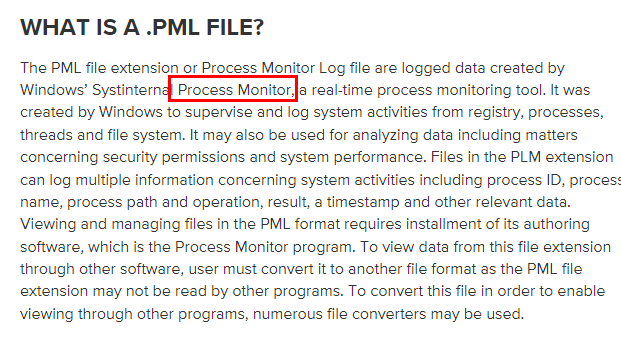 WHAT IS A .PML FILE?
The PML file extension or Process Monitor Log file are logged data created by
Windows’ Systinternal Process Monitor, a real-time process monitoring tool. It was
created by Windows to supervise and log system activities from registry, processes,
threads and file system. It may also be used for analyzing data including matters
concerning security permissions and system performance. Files in the PLM extension
can log multiple information concerning system activities including process ID, process
name, process path and operation, result, a timestamp and other relevant data.
Viewing and managing files in the PML format requires installment of its authoring
software, which is the Process Monitor program. To view data from this file extension
through other software, user must convert it to another file format as the PML file
extension may not be read by other programs. To convert this file in order to enable
viewing through other programs, numerous file converters may be used.